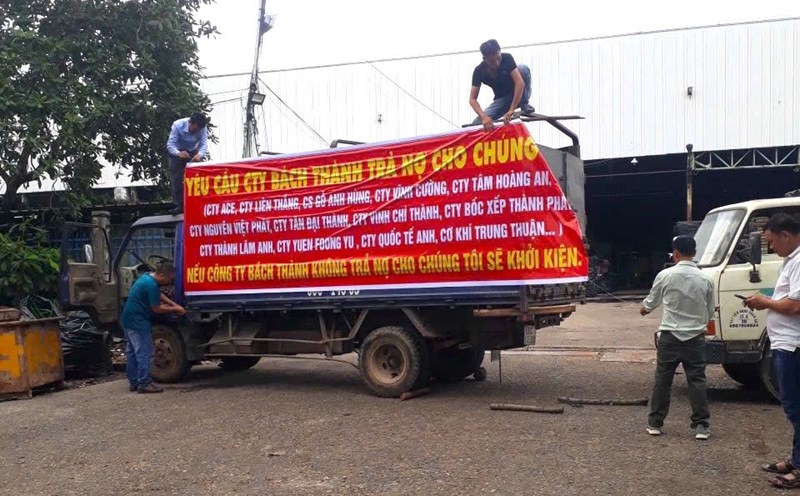 YÊU CẦU CTY BÁCH THÀNH TRẢ NỢ CHO CHÚNG
(CTY ACE, CTY LIÊN THẮNG, CS GỖ ANH HÙNG, CTY VĨNH CƯỜNG, CTY TÂM HOÀNG AN,
CTY NGUYÊN VIỆT PHÁT, CTY TÂN ĐẠI THÀNH, CTY VĨNH CHÍ THÀNH, CTY BỐC XẾP THÀNH PHÁ
CTY THÀNH LÂM ANH, CTY YUEN FOONG YU, CTY QUỐC TẾ ANH, CƠ KHÍ TRUNG THUẬN...)
NẾU CÔNG TY BÁCH THÀNH KHÔNG TRẢ NỢ CHO CHÚNG TÔI SẼ KHỞI KIỆN.